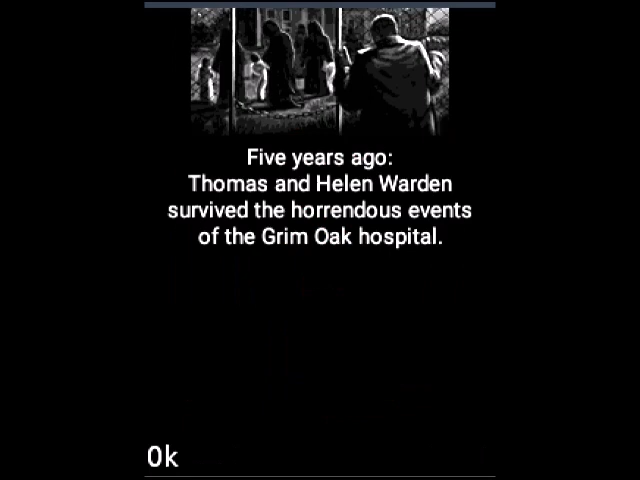 Five years ago:
Thomas and Helen Warden
survived the horrendous events
of the Grim Oak hospital.
Ok